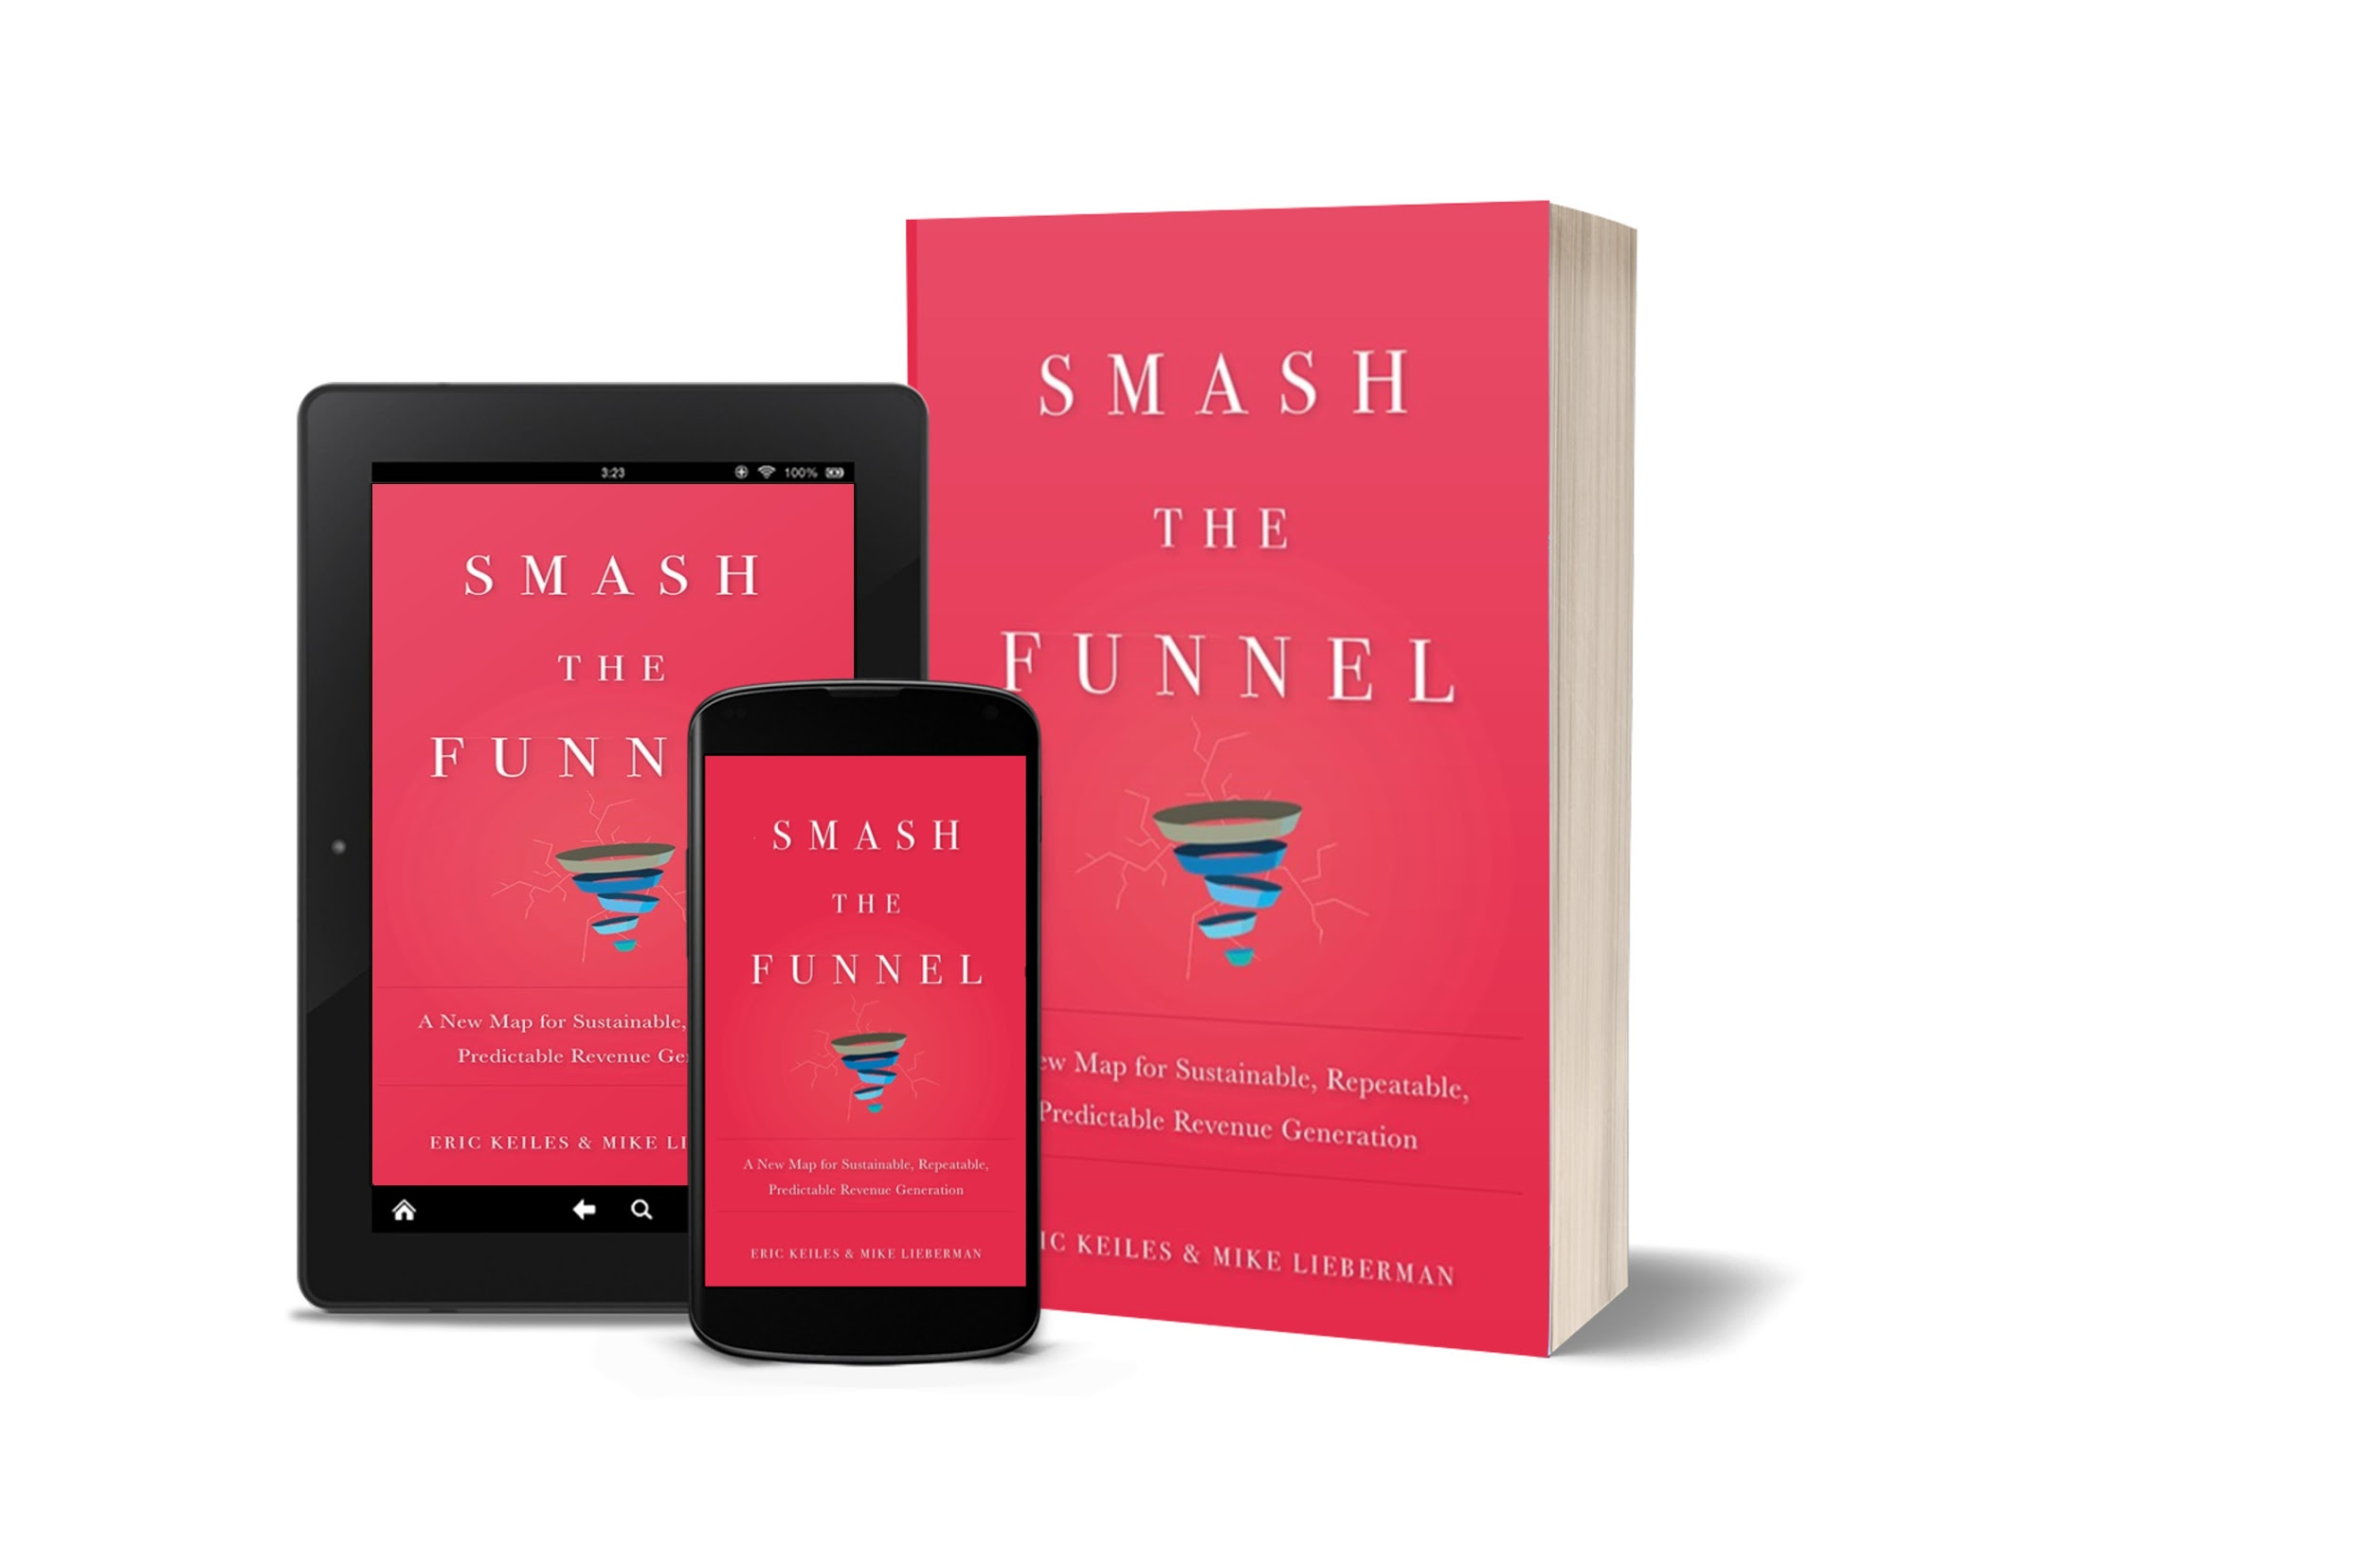 3:23
100%
SMASH
THE
FUNN
A New Map for Sustainable,
Predictable Revenue
ERIC KEILES & MIKE
SMASH
THE
FUNNEL
A New Map for Sustainable, Repeatable,
Predictable Revenue Generation
ERIC KEILES & MIKE LIEBERMAN
SMASH
THE
FUNNEL
Map for Sustainable, Repeatable,
Predictable Revenue Generation
KEILES & MIKE LIEBERMAN